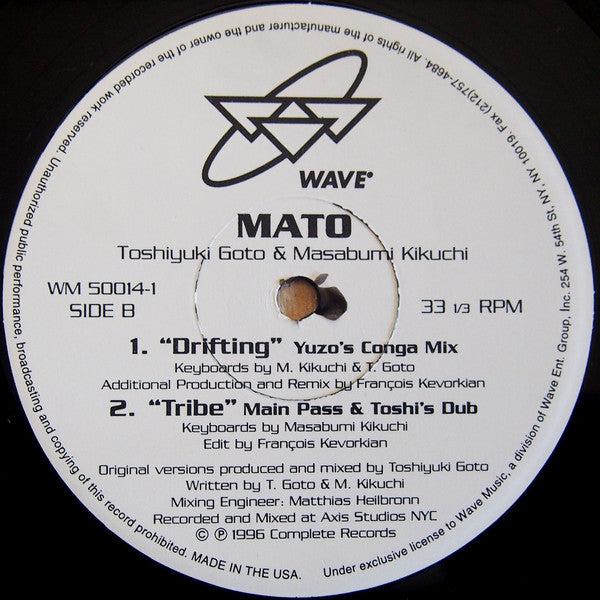 WAVE
MATO
Toshiyuki Goto & Masabumi Kikuchi
WM 50014-1
SIDE B
33 1/3 RPM
1. “Drifting” Yuzo's Conga Mix
Keyboards by M. Kikuchi & T. Goto
Additional Production and Remix by François Kevorkian
2. “Tribe” Main Pass & Toshi's Dub
Keyboards by Masabumi Kikuchi
Edit by François Kevorkian
Original versions produced and mixed by Toshiyuki Goto
Written by T. Goto & M. Kikuchi
Mixing Engineer: Matthias Heilbronn
Recorded and Mixed at Axis Studios NYC
© ℗ 1996 Complete Records
Under exclusive license to Wave Music, a division of Wave Ent. Group, Inc. 254 W. 54th St, NY, NY 10019. Fax (212)757-4684. All rights of the manufacturer and the owner of the recorded work reserved. Unauthorized public performance, broadcasting and copying of this record prohibited. MADE IN THE USA.